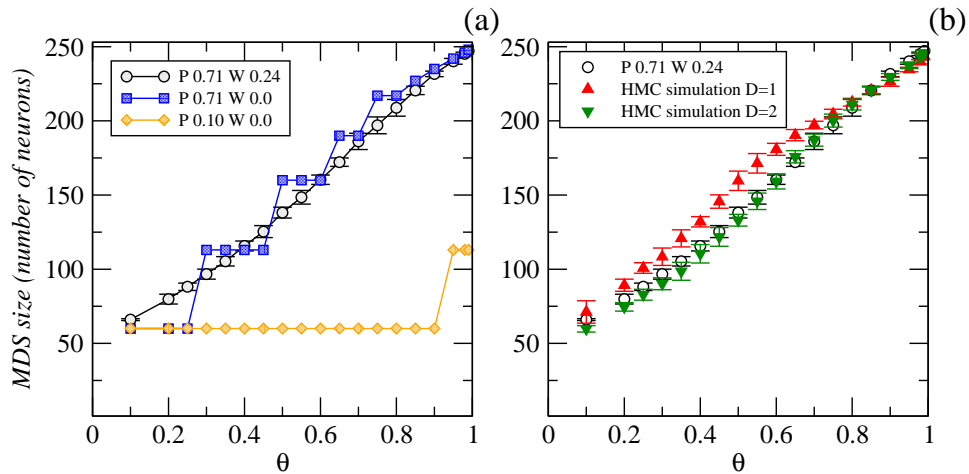 (a)
(b)
MDS size (number of neurons)
250
200
150
100
50
P 0.71 W 0.24
P 0.71 W 0.0
P 0.10 W 0.0
0
0.2
0.4
0.6
0.8
1
θ
250
200
150
100
50
P 0.71 W 0.24
HMC simulation D=1
HMC simulation D=2
0
0.2
0.4
0.6
0.8
1
θ